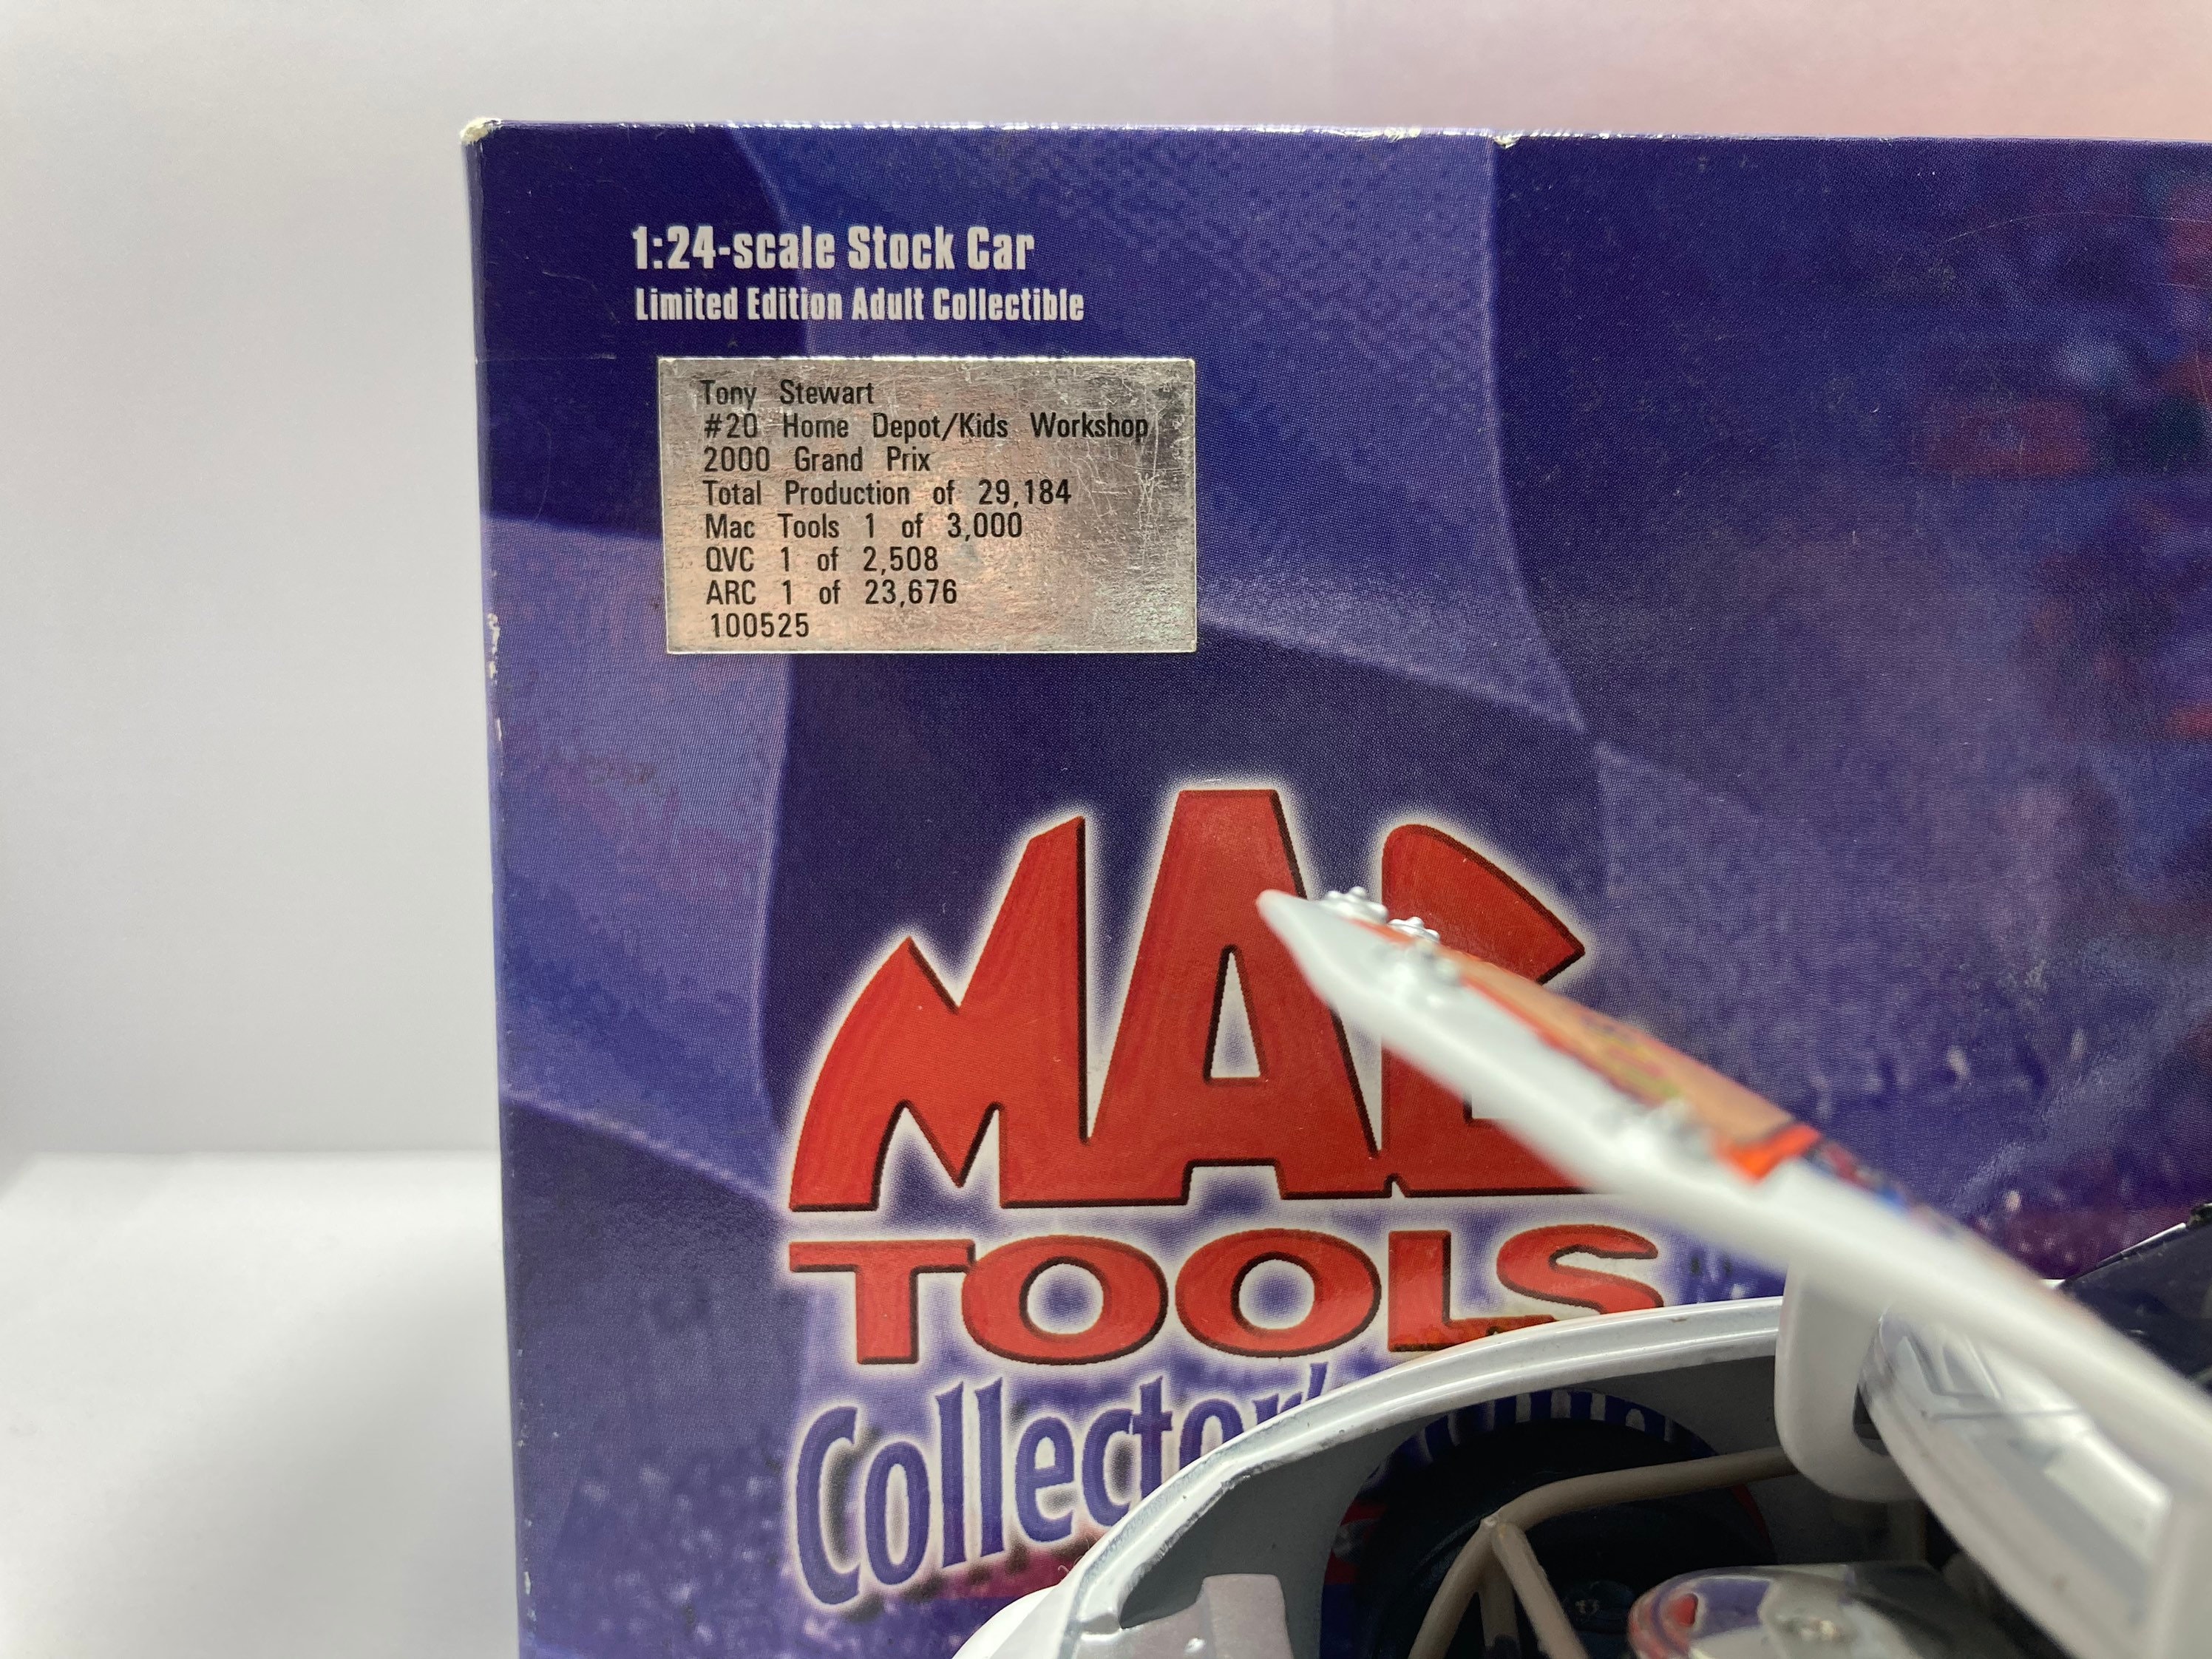 1:24-scale Stock Car
Limited Edition Adult Collectible
Tony Stewart
#20 Home Depot/Kids Workshop
2000 Grand Prix
Total Production of 29,184
Mac Tools 1 of 3,000
QVC 1 of 2,508
ARC 1 of 23,676
100525
MAC
TOOLS
Collector's